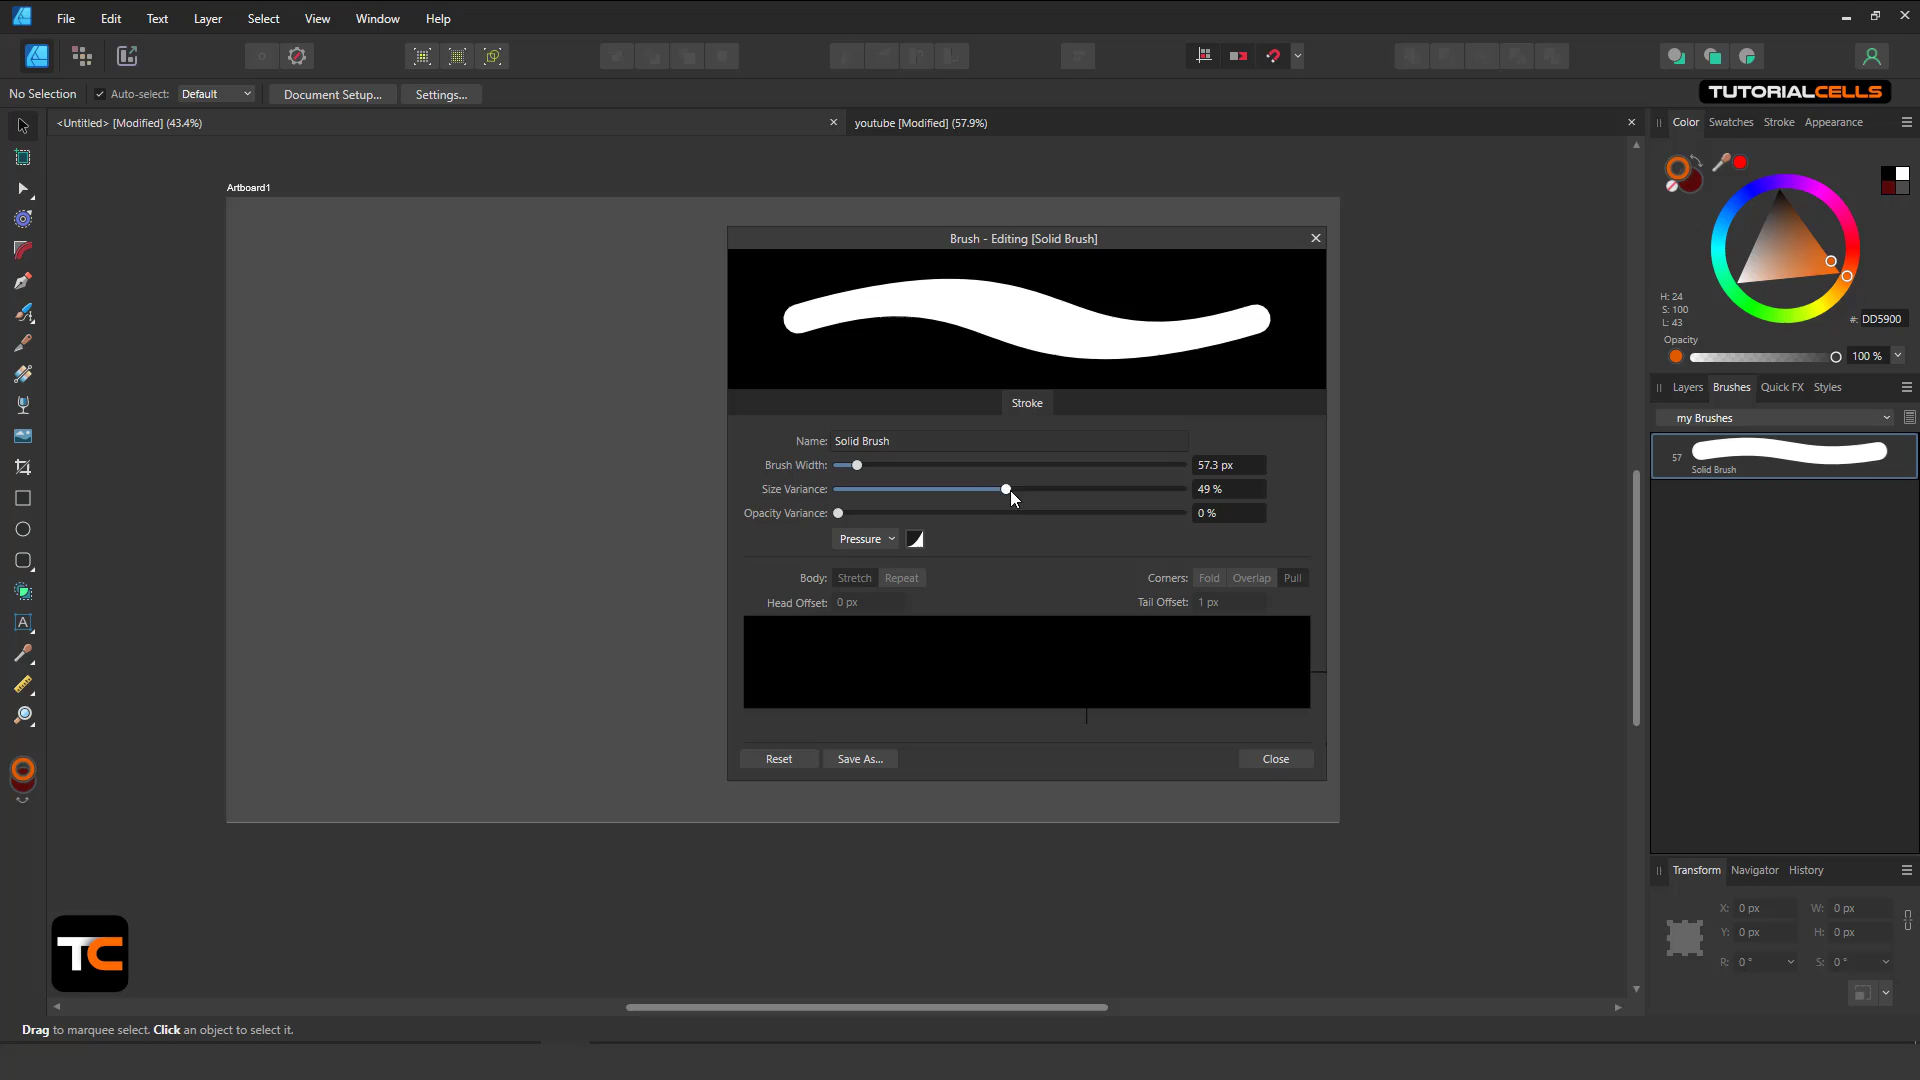 File Edit Text Layer Select View Window Help
No Selection Auto-select: Default Document Setup... Settings...
TUTORIALCELLS
<Untitled> [Modified] (43.4%)
youtube [Modified] (57.9%)
Color Swatches Stroke Appearance
Artboard1
Brush - Editing [Solid Brush]
H: 24
S: 100
L: 43
#: DD5900
Opacity
100 %
Layers Brushes Quick FX Styles
my Brushes
57
Solid Brush
Stroke
Name: Solid Brush
Brush Width: 57.3 px
Size Variance: 49 %
Opacity Variance: 0 %
Pressure
Body: Stretch Repeat
Corners: Fold Overlap Pull
Head Offset: 0 px
Tail Offset: 1 px
Reset Save As... Close
A
Transform Navigator History
X: 0 px W: 0 px
Y: 0 px H: 0 px
R: 0 ° S: 0 °
TC
Drag to marquee select. Click an object to select it.